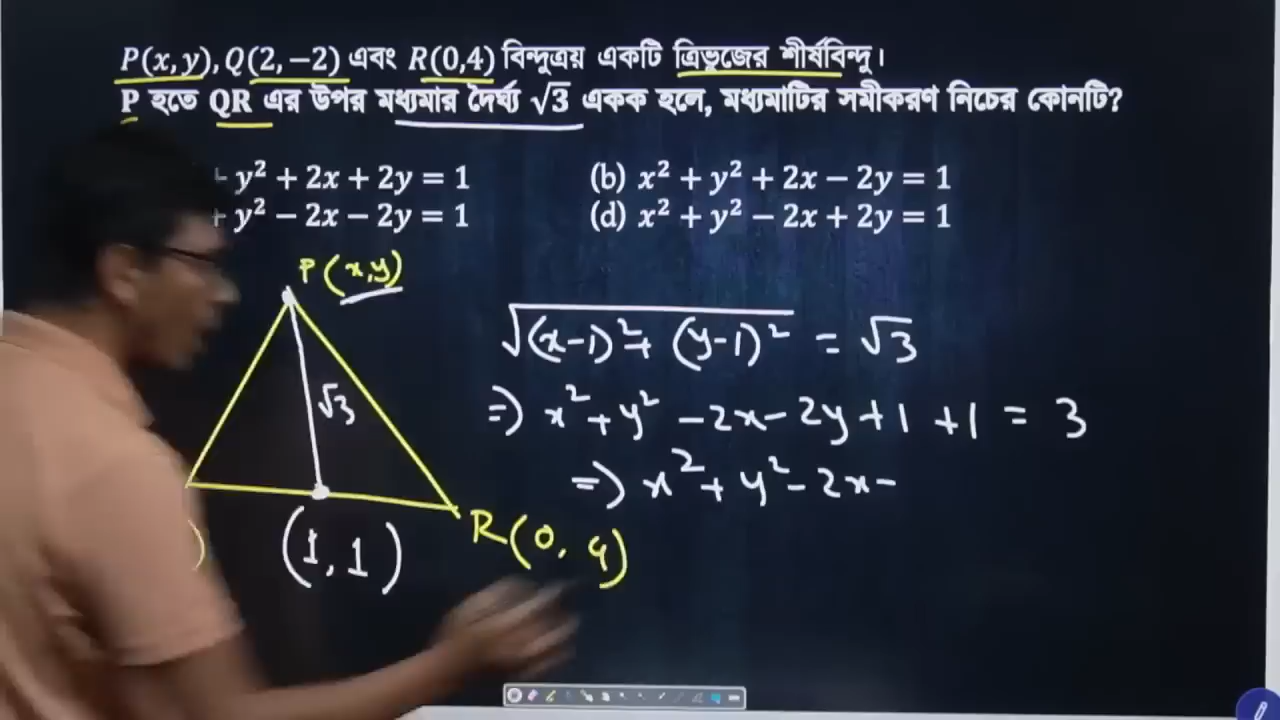 P(x, y), Q(2, −2) এবং R(0,4) বিন্দুত্রয় একটি ত্রিভুজের শীর্ষবিন্দু।
P হতে QR এর উপর মধ্যমার দৈর্ঘ্য √3 একক হলে, মধ্যমাটির সমীকরণ নিচের কোনটি?
+ y² + 2x + 2y = 1 (b) x² + y² + 2x − 2y = 1
+ y² − 2x − 2y = 1 (d) x² + y² − 2x + 2y = 1
P (x,y)
√3
(1, 1)
R(0, 4)
√(x-1)² + (y-1)² = √3
=> x² + y² - 2x - 2y + 1 + 1 = 3
=> x² + y² - 2x -